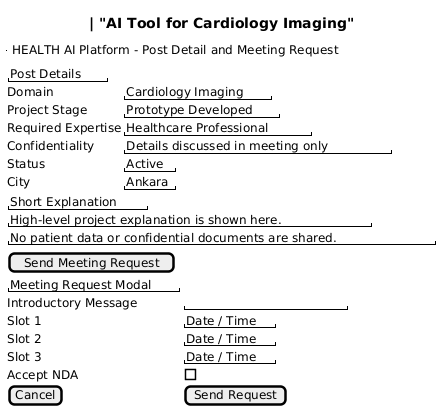 | "AI Tool for Cardiology Imaging"
· HEALTH AI Platform - Post Detail and Meeting Request
Post Details
Domain Cardiology Imaging
Project Stage Prototype Developed
Required Expertise Healthcare Professional
Confidentiality Details discussed in meeting only
Status Active
City Ankara
Short Explanation
High-level project explanation is shown here.
No patient data or confidential documents are shared.
Send Meeting Request
Meeting Request Modal
Introductory Message
Slot 1 Date / Time
Slot 2 Date / Time
Slot 3 Date / Time
Accept NDA
Cancel Send Request